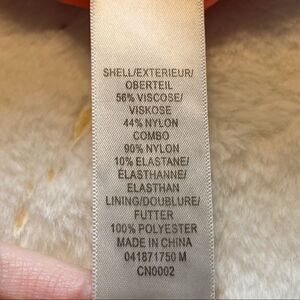 SHELL/EXTERIEUR/
OBERTEIL
56% VISCOSE/
VISKOSE
44% NYLON
COMBO
90% NYLON
10% ELASTANE/
ÉLASTHANNE/
ELASTHAN
LINING/DOUBLURE/
FUTTER
100% POLYESTER
MADE IN CHINA
041871750 M
CN0002